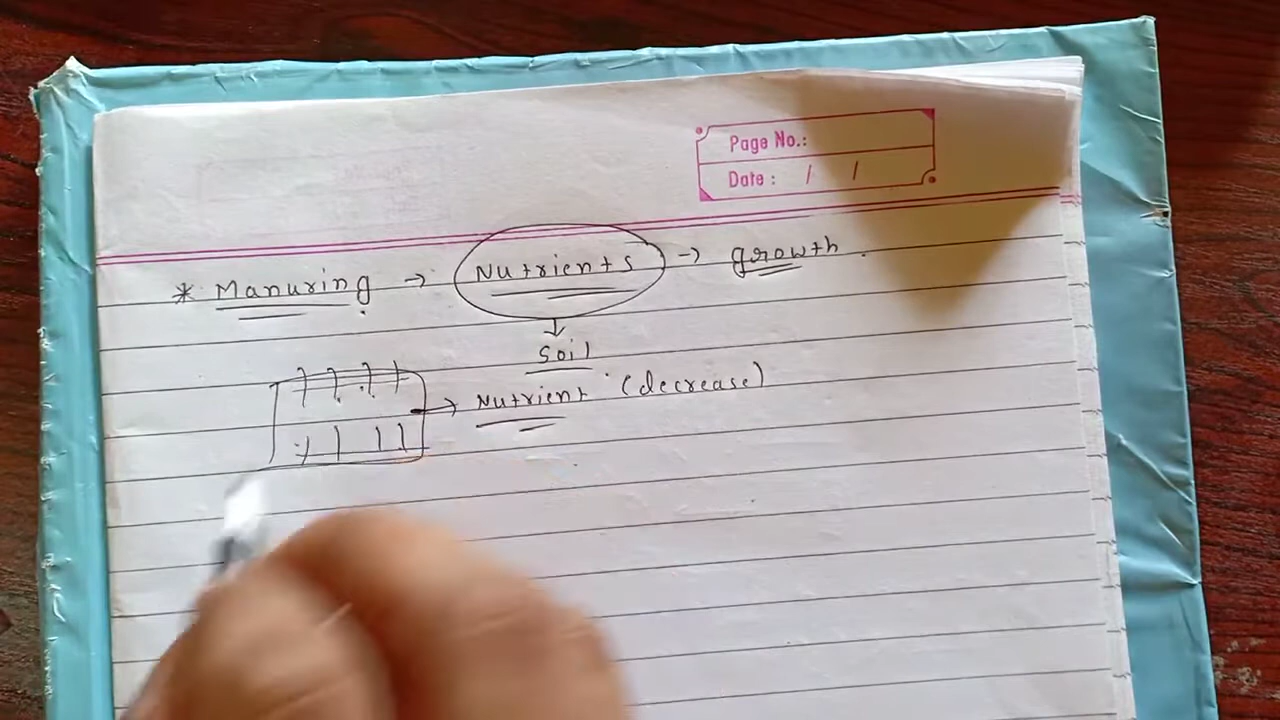 Page No.:
Date : / /
* Manuring → Nutrients → growth.
↓
Soil
→ Nutrient (decrease)